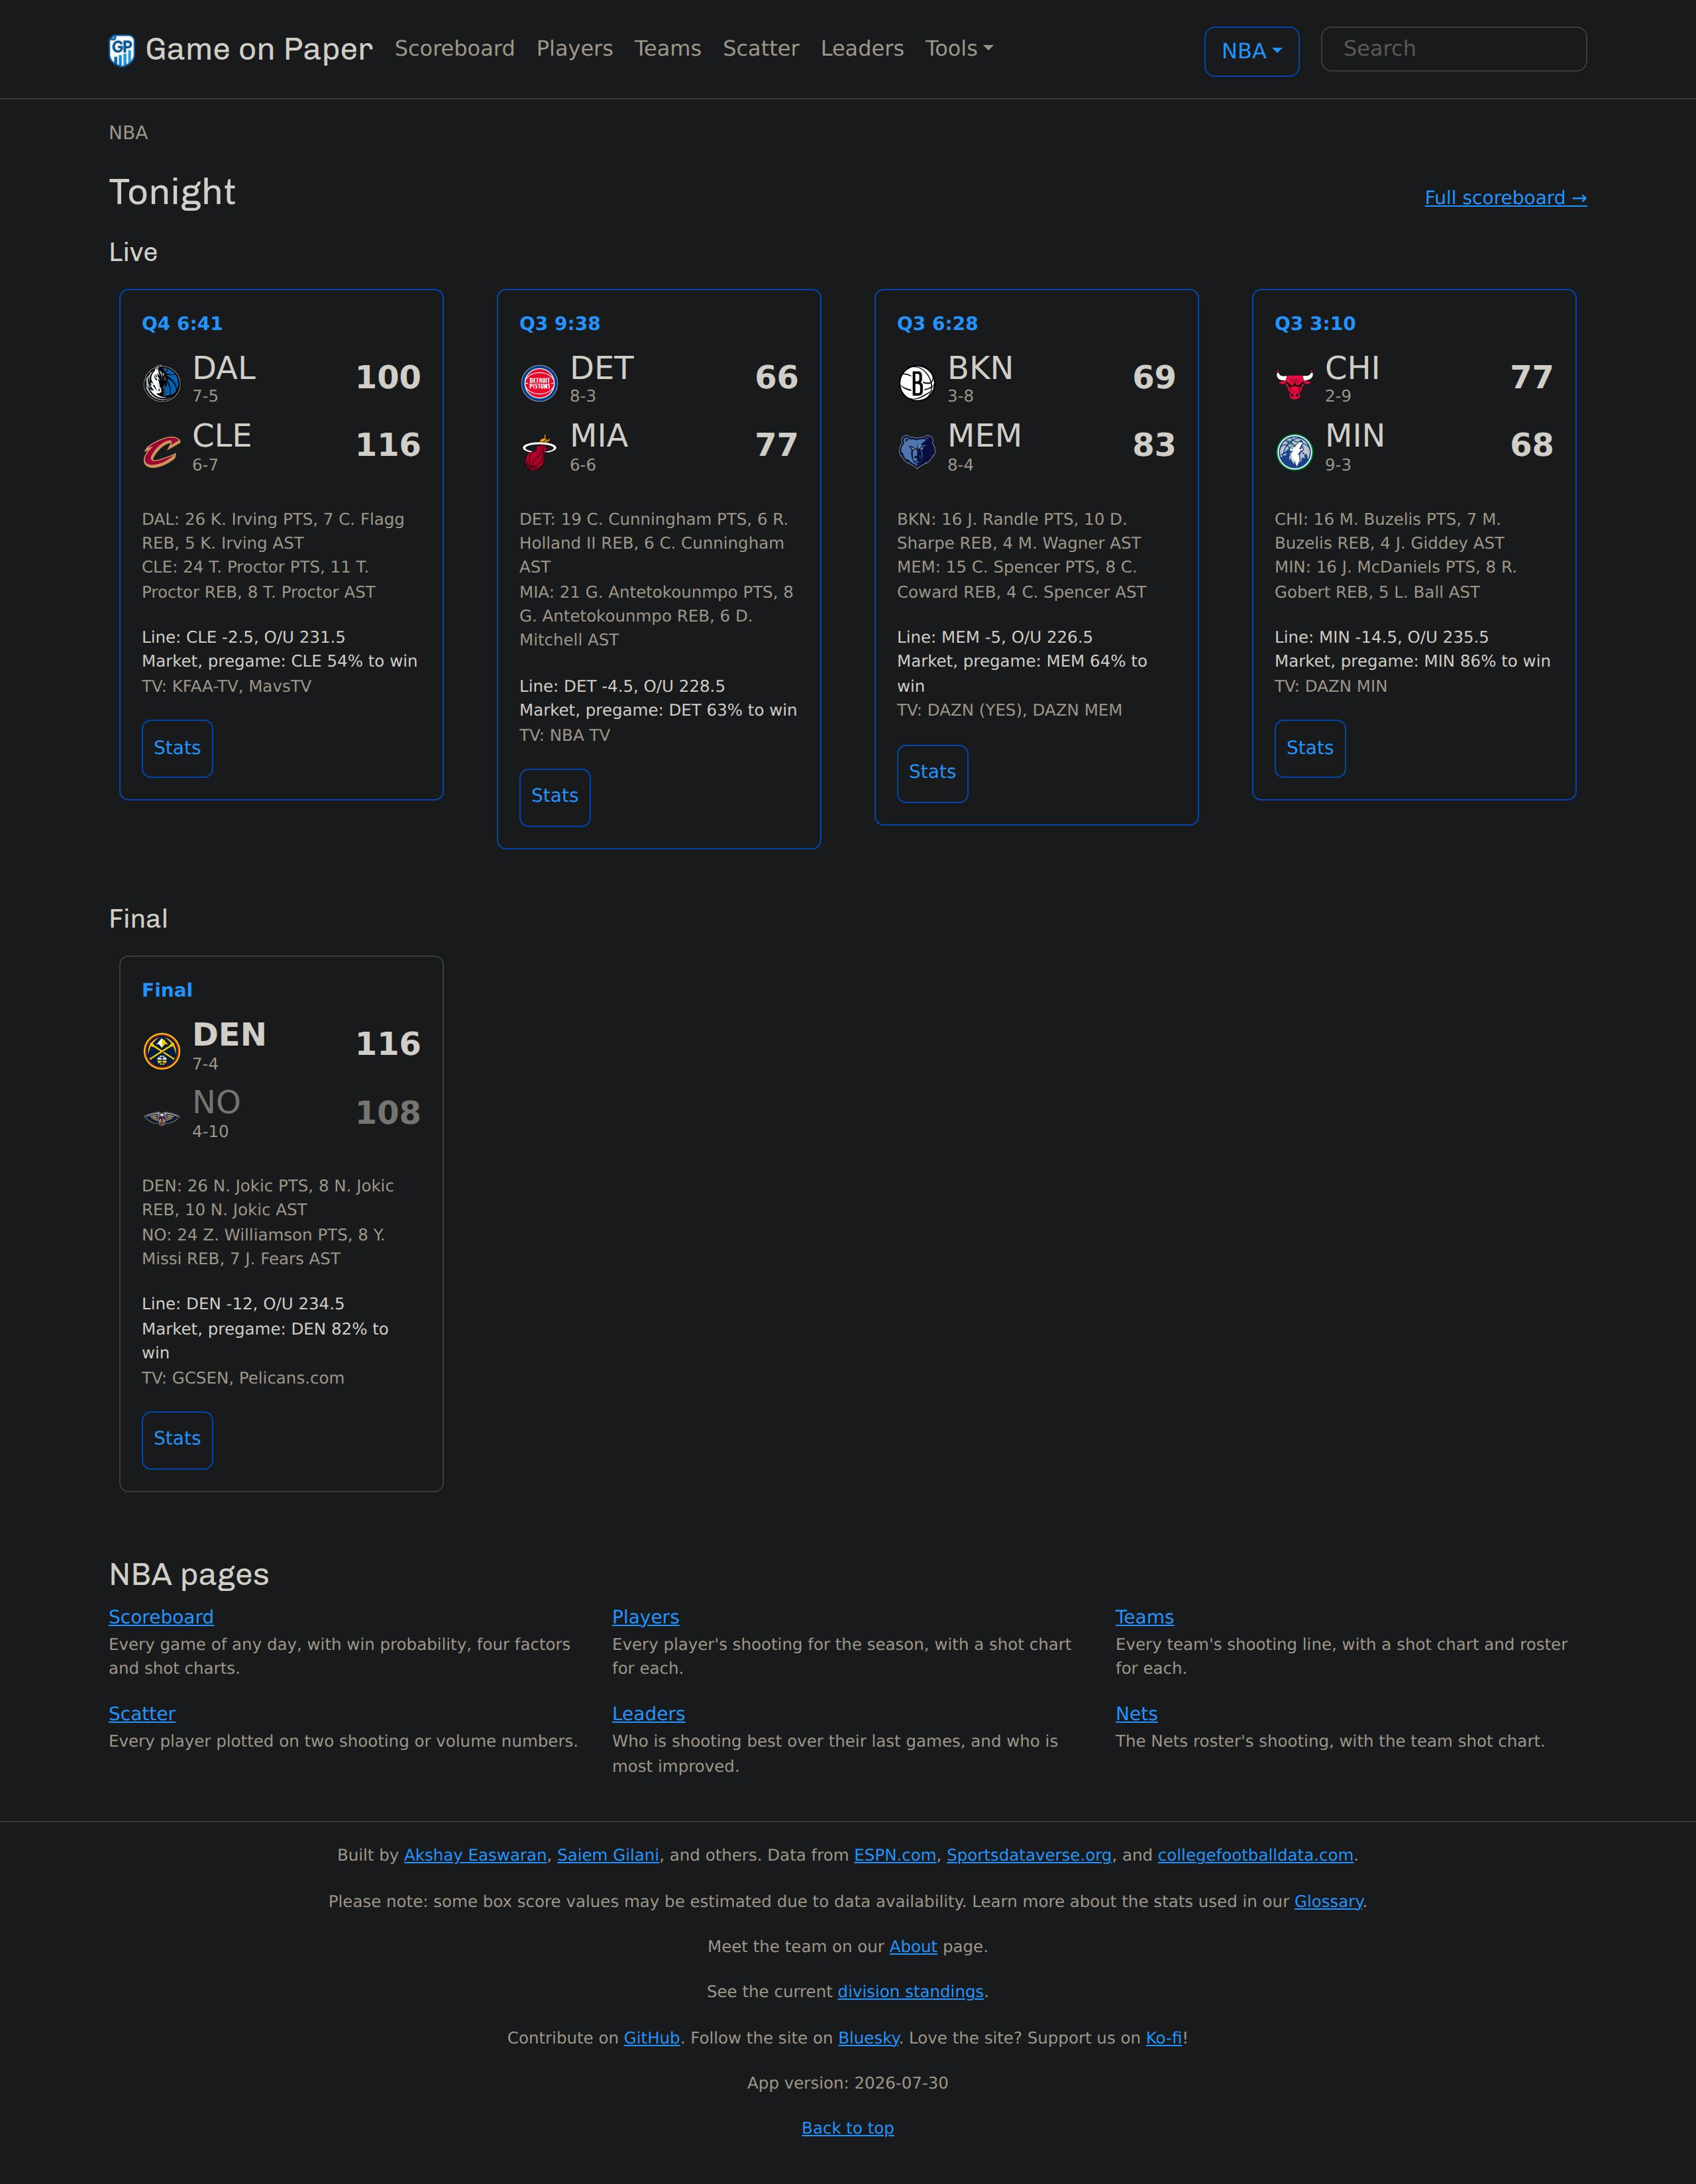 GP Game on Paper Scoreboard Players Teams Scatter Leaders Tools NBA Search
NBA
Tonight
Full scoreboard →
Live
Q4 6:41
DAL 100
7-5
CLE 116
6-7
DAL: 26 K. Irving PTS, 7 C. Flagg
REB, 5 K. Irving AST
CLE: 24 T. Proctor PTS, 11 T.
Proctor REB, 8 T. Proctor AST
Line: CLE -2.5, O/U 231.5
Market, pregame: CLE 54% to win
TV: KFAA-TV, MavsTV
Stats
Q3 9:38
DETROIT PISTONS
DET 66
8-3
MIA 77
6-6
DET: 19 C. Cunningham PTS, 6 R.
Holland II REB, 6 C. Cunningham
AST
MIA: 21 G. Antetokounmpo PTS, 8
G. Antetokounmpo REB, 6 D.
Mitchell AST
Line: DET -4.5, O/U 228.5
Market, pregame: DET 63% to win
TV: NBA TV
Stats
Q3 6:28
B
BKN 69
3-8
MEM 83
8-4
BKN: 16 J. Randle PTS, 10 D.
Sharpe REB, 4 M. Wagner AST
MEM: 15 C. Spencer PTS, 8 C.
Coward REB, 4 C. Spencer AST
Line: MEM -5, O/U 226.5
Market, pregame: MEM 64% to
win
TV: DAZN (YES), DAZN MEM
Stats
Q3 3:10
CHI 77
2-9
MIN 68
9-3
CHI: 16 M. Buzelis PTS, 7 M.
Buzelis REB, 4 J. Giddey AST
MIN: 16 J. McDaniels PTS, 8 R.
Gobert REB, 5 L. Ball AST
Line: MIN -14.5, O/U 235.5
Market, pregame: MIN 86% to win
TV: DAZN MIN
Stats
Final
Final
DEN 116
7-4
NO 108
4-10
DEN: 26 N. Jokic PTS, 8 N. Jokic
REB, 10 N. Jokic AST
NO: 24 Z. Williamson PTS, 8 Y.
Missi REB, 7 J. Fears AST
Line: DEN -12, O/U 234.5
Market, pregame: DEN 82% to
win
TV: GCSEN, Pelicans.com
Stats
NBA pages
Scoreboard
Every game of any day, with win probability, four factors
and shot charts.
Players
Every player's shooting for the season, with a shot chart
for each.
Teams
Every team's shooting line, with a shot chart and roster
for each.
Scatter
Every player plotted on two shooting or volume numbers.
Leaders
Who is shooting best over their last games, and who is
most improved.
Nets
The Nets roster's shooting, with the team shot chart.
Built by Akshay Easwaran, Saiem Gilani, and others. Data from ESPN.com, Sportsdataverse.org, and collegefootballdata.com.
Please note: some box score values may be estimated due to data availability. Learn more about the stats used in our Glossary.
Meet the team on our About page.
See the current division standings.
Contribute on GitHub. Follow the site on Bluesky. Love the site? Support us on Ko-fi!
App version: 2026-07-30
Back to top